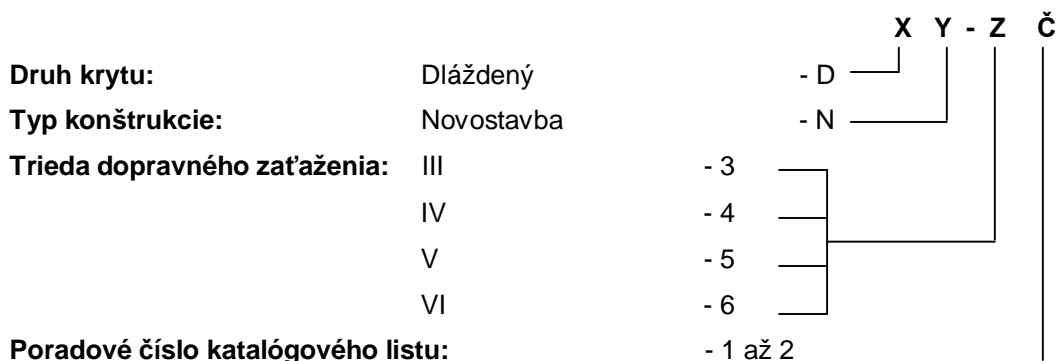 X Y - Z Č
Druh krytu: Dláždený - D
Typ konštrukcie: Novostavba - N
Trieda dopravného zaťaženia: III - 3
IV - 4
V - 5
VI - 6
Poradové číslo katalógového listu: - 1 až 2